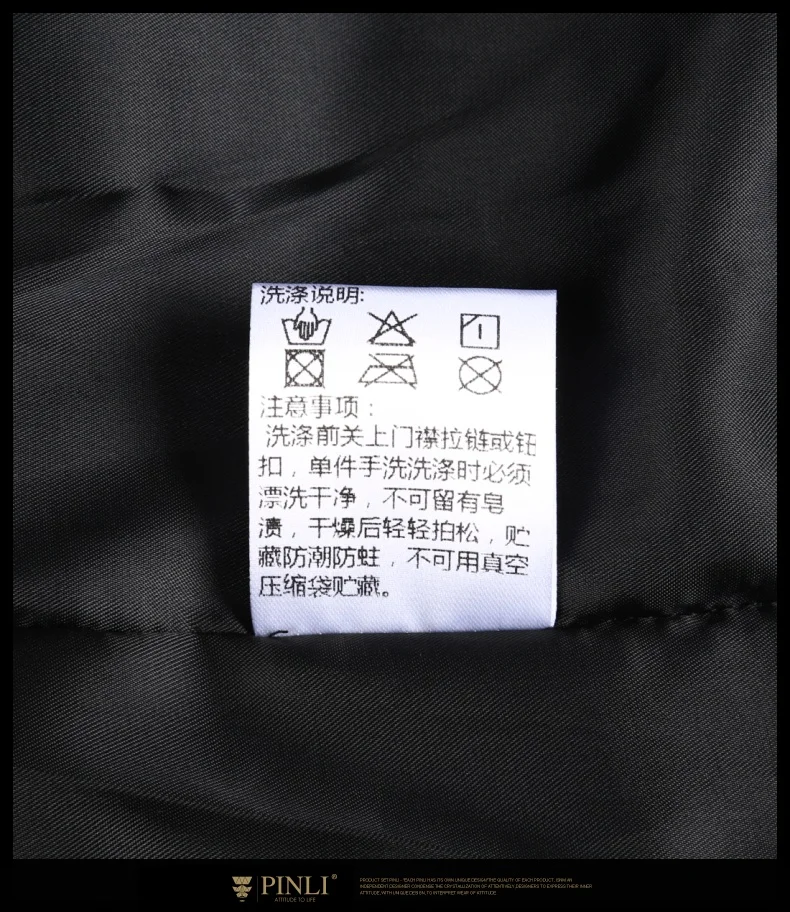 洗涤说明:
注意事项：
洗涤前关上门襟拉链或钮
扣，单件手洗洗涤时必须
漂洗干净，不可留有皂
渍，干燥后轻轻拍松，贮
藏防潮防蛀，不可用真空
压缩袋贮藏。
PINLI®
ATTITUDE TO LIFE